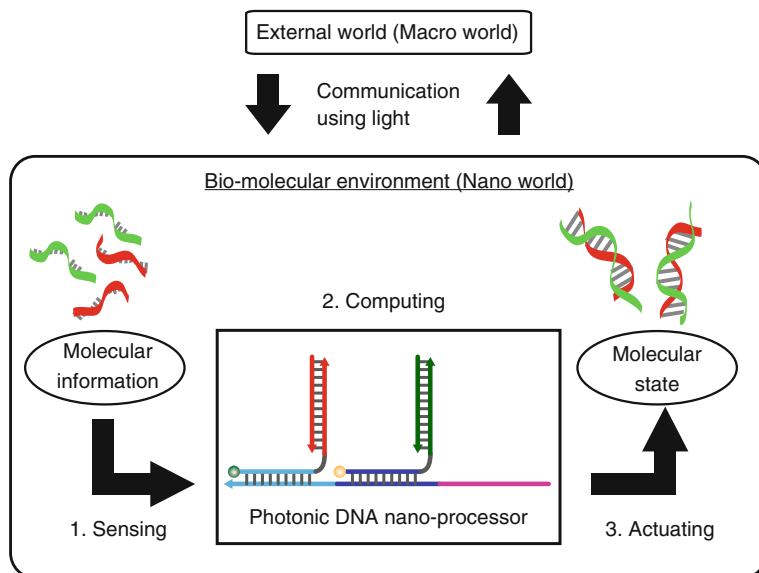 External world (Macro world)
Communication
using light
Bio-molecular environment (Nano world)
2. Computing
Molecular
information
Molecular
state
Photonic DNA nano-processor
1. Sensing
3. Actuating